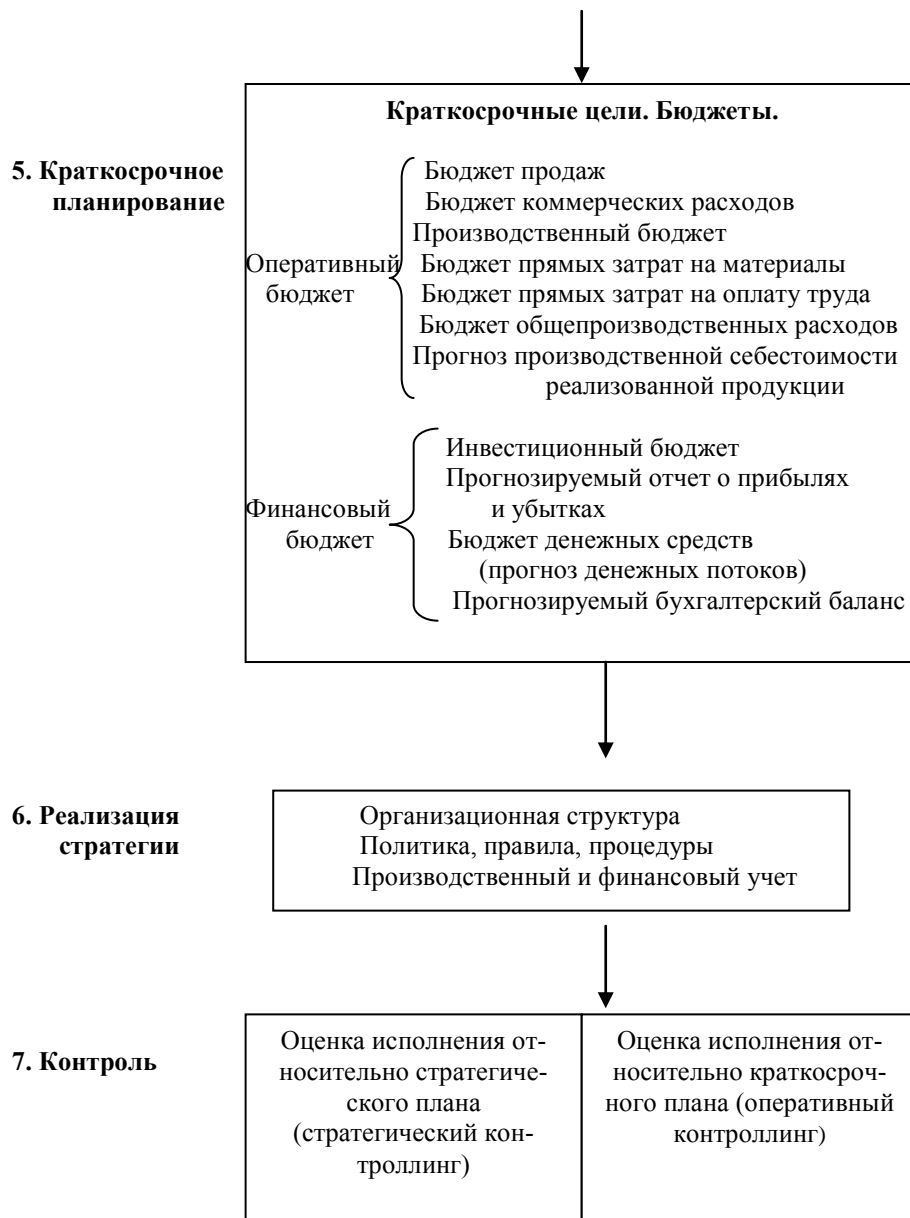 Краткосрочные цели. Бюджеты.
5. Краткосрочное
планирование
Оперативный
бюджет
Бюджет продаж
Бюджет коммерческих расходов
Производственный бюджет
Бюджет прямых затрат на материалы
Бюджет прямых затрат на оплату труда
Бюджет общепроизводственных расходов
Прогноз производственной себестоимости
реализованной продукции
Финансовый
бюджет
Инвестиционный бюджет
Прогнозируемый отчет о прибылях
и убытках
Бюджет денежных средств
(прогноз денежных потоков)
Прогнозируемый бухгалтерский баланс
6. Реализация
стратегии
Организационная структура
Политика, правила, процедуры
Производственный и финансовый учет
7. Контроль
Оценка исполнения от-
носительно стратегиче-
ского плана
(стратегический кон-
троллинг)
Оценка исполнения от-
носительно краткосроч-
ного плана (оперативный
контроллинг)